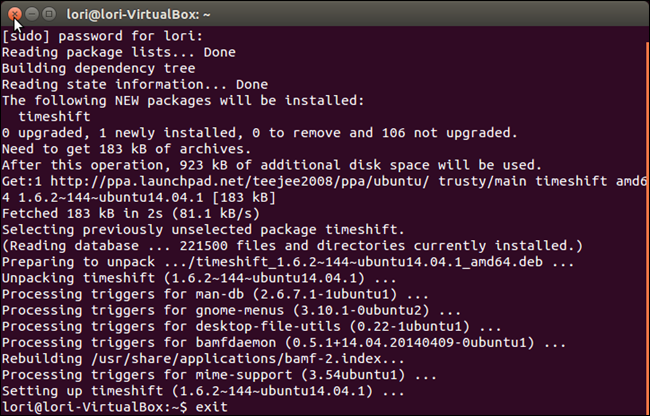 lori@lori-VirtualBox: ~
[sudo] password for lori:
Reading package lists... Done
Building dependency tree
Reading state information... Done
The following NEW packages will be installed:
  timeshift
0 upgraded, 1 newly installed, 0 to remove and 106 not upgraded.
Need to get 183 kB of archives.
After this operation, 923 kB of additional disk space will be used.
Get:1 http://ppa.launchpad.net/teejee2008/ppa/ubuntu/ trusty/main timeshift amd6
4 1.6.2~144~ubuntu14.04.1 [183 kB]
Fetched 183 kB in 2s (81.1 kB/s)
Selecting previously unselected package timeshift.
(Reading database ... 221500 files and directories currently installed.)
Preparing to unpack .../timeshift_1.6.2~144~ubuntu14.04.1_amd64.deb ...
Unpacking timeshift (1.6.2~144~ubuntu14.04.1) ...
Processing triggers for man-db (2.6.7.1-1ubuntu1) ...
Processing triggers for gnome-menus (3.10.1-0ubuntu2) ...
Processing triggers for desktop-file-utils (0.22-1ubuntu1) ...
Processing triggers for bamfdaemon (0.5.1+14.04.20140409-0ubuntu1) ...
Rebuilding /usr/share/applications/bamf-2.index...
Processing triggers for mime-support (3.54ubuntu1) ...
Setting up timeshift (1.6.2~144~ubuntu14.04.1) ...
lori@lori-VirtualBox:~$ exit